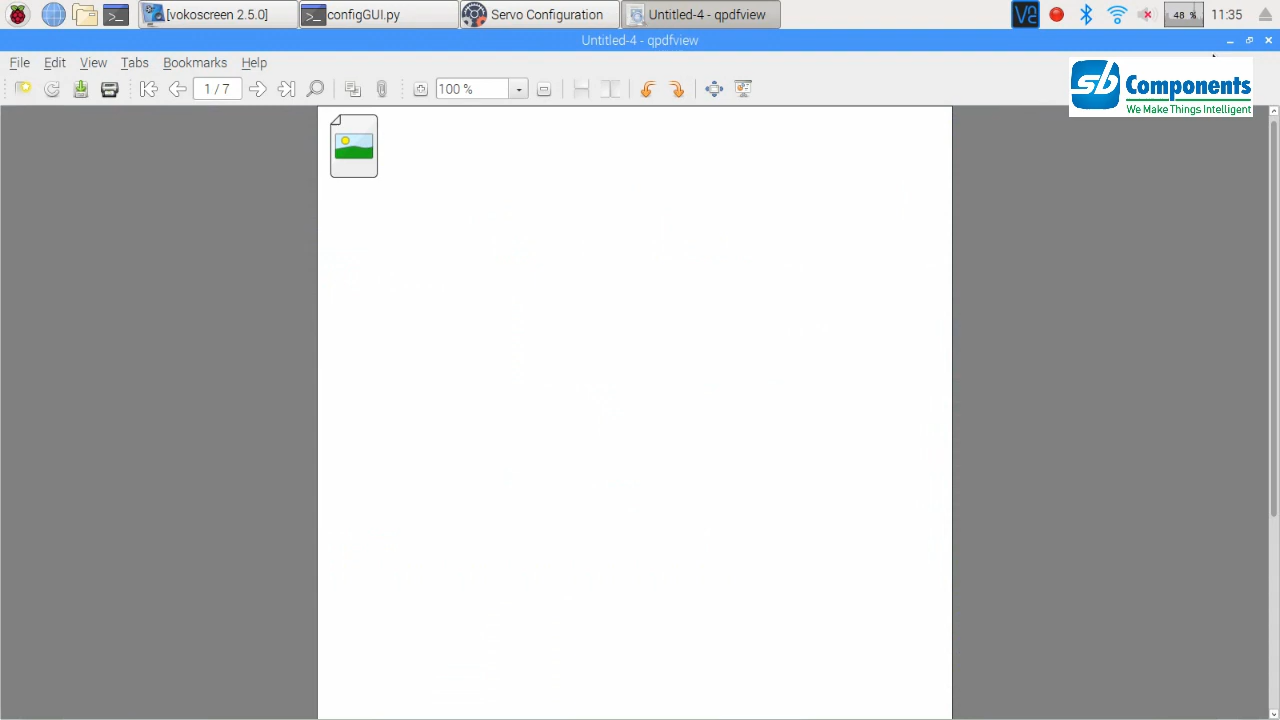 [vokoscreen 2.5.0]
configGUI.py
Servo Configuration
Untitled-4 - qpdfview
48 %
11:35
Untitled-4 - qpdfview
File Edit View Tabs Bookmarks Help
1 / 7
100 %
sb Components
We Make Things Intelligent